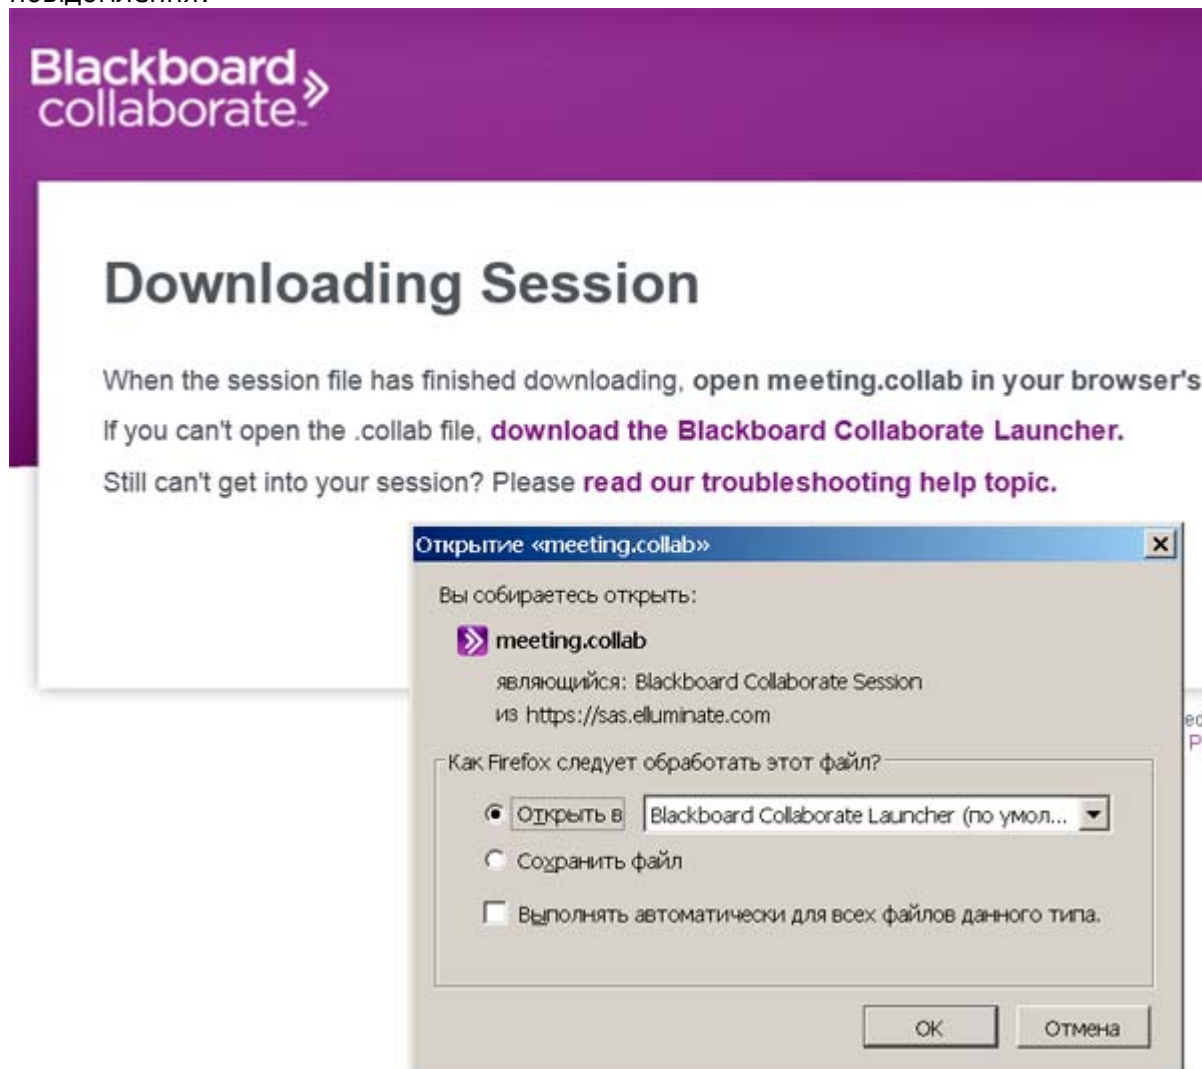 повідомлення:
Blackboard
collaborate™
Downloading Session
When the session file has finished downloading, open meeting.collab in your browser's
If you can't open the .collab file, download the Blackboard Collaborate Launcher.
Still can't get into your session? Please read our troubleshooting help topic.
Открытие «meeting.collab»
Вы собираетесь открыть:
meeting.collab
являющийся: Blackboard Collaborate Session
из https://sas.elluminate.com
Как Firefox следует обработать этот файл?
Открыть в Blackboard Collaborate Launcher (по умол...
Сохранить файл
Выполнять автоматически для всех файлов данного типа.
OK Отмена